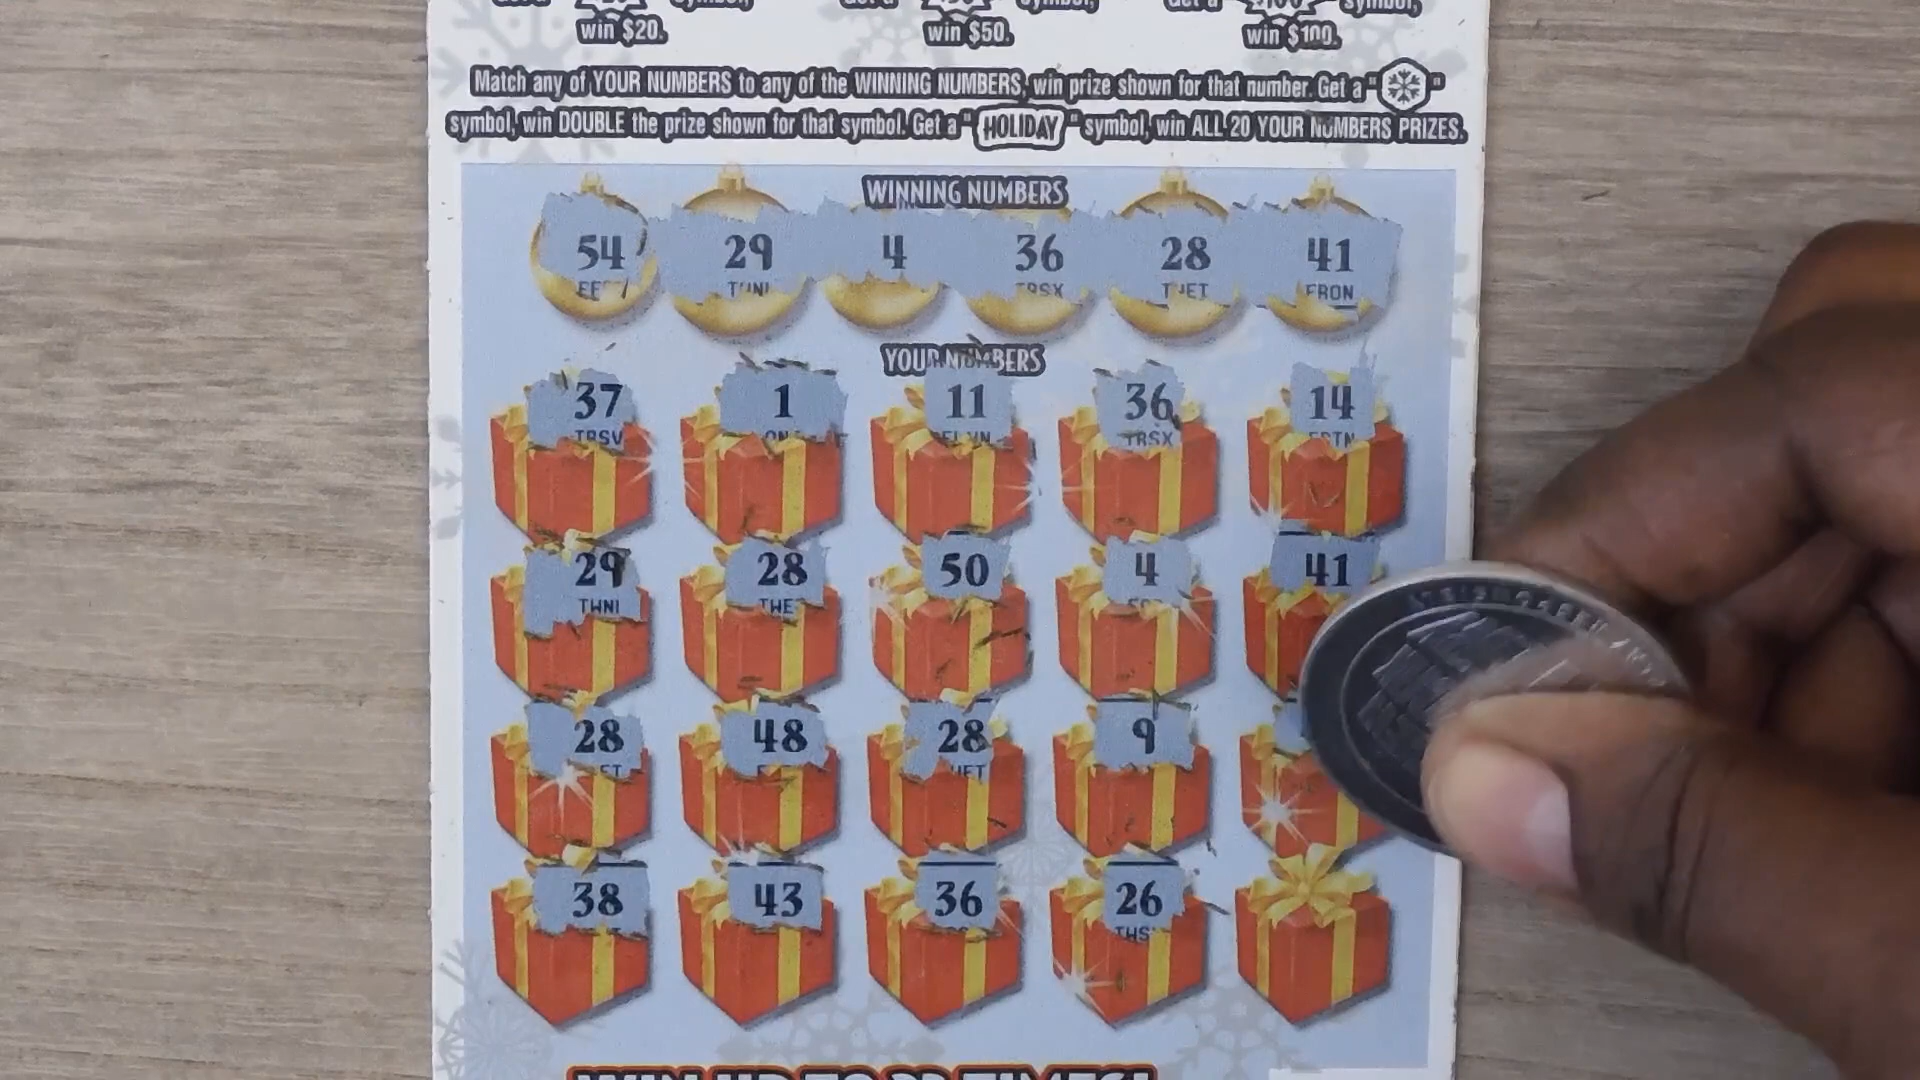 win $20.
win $50.
win $100.
Match any of YOUR NUMBERS to any of the WINNING NUMBERS, win prize shown for that number. Get a " "
symbol, win DOUBLE the prize shown for that symbol. Get a "HOLIDAY" symbol, win ALL 20 YOUR NUMBERS PRIZES.
WINNING NUMBERS
54 29 4 36 28 41
FRON
YOUR NUMBERS
37 1 11 36 14
TRSV TRSX
29 28 50 4 41
THNI
28 48 28 9
38 43 36 26